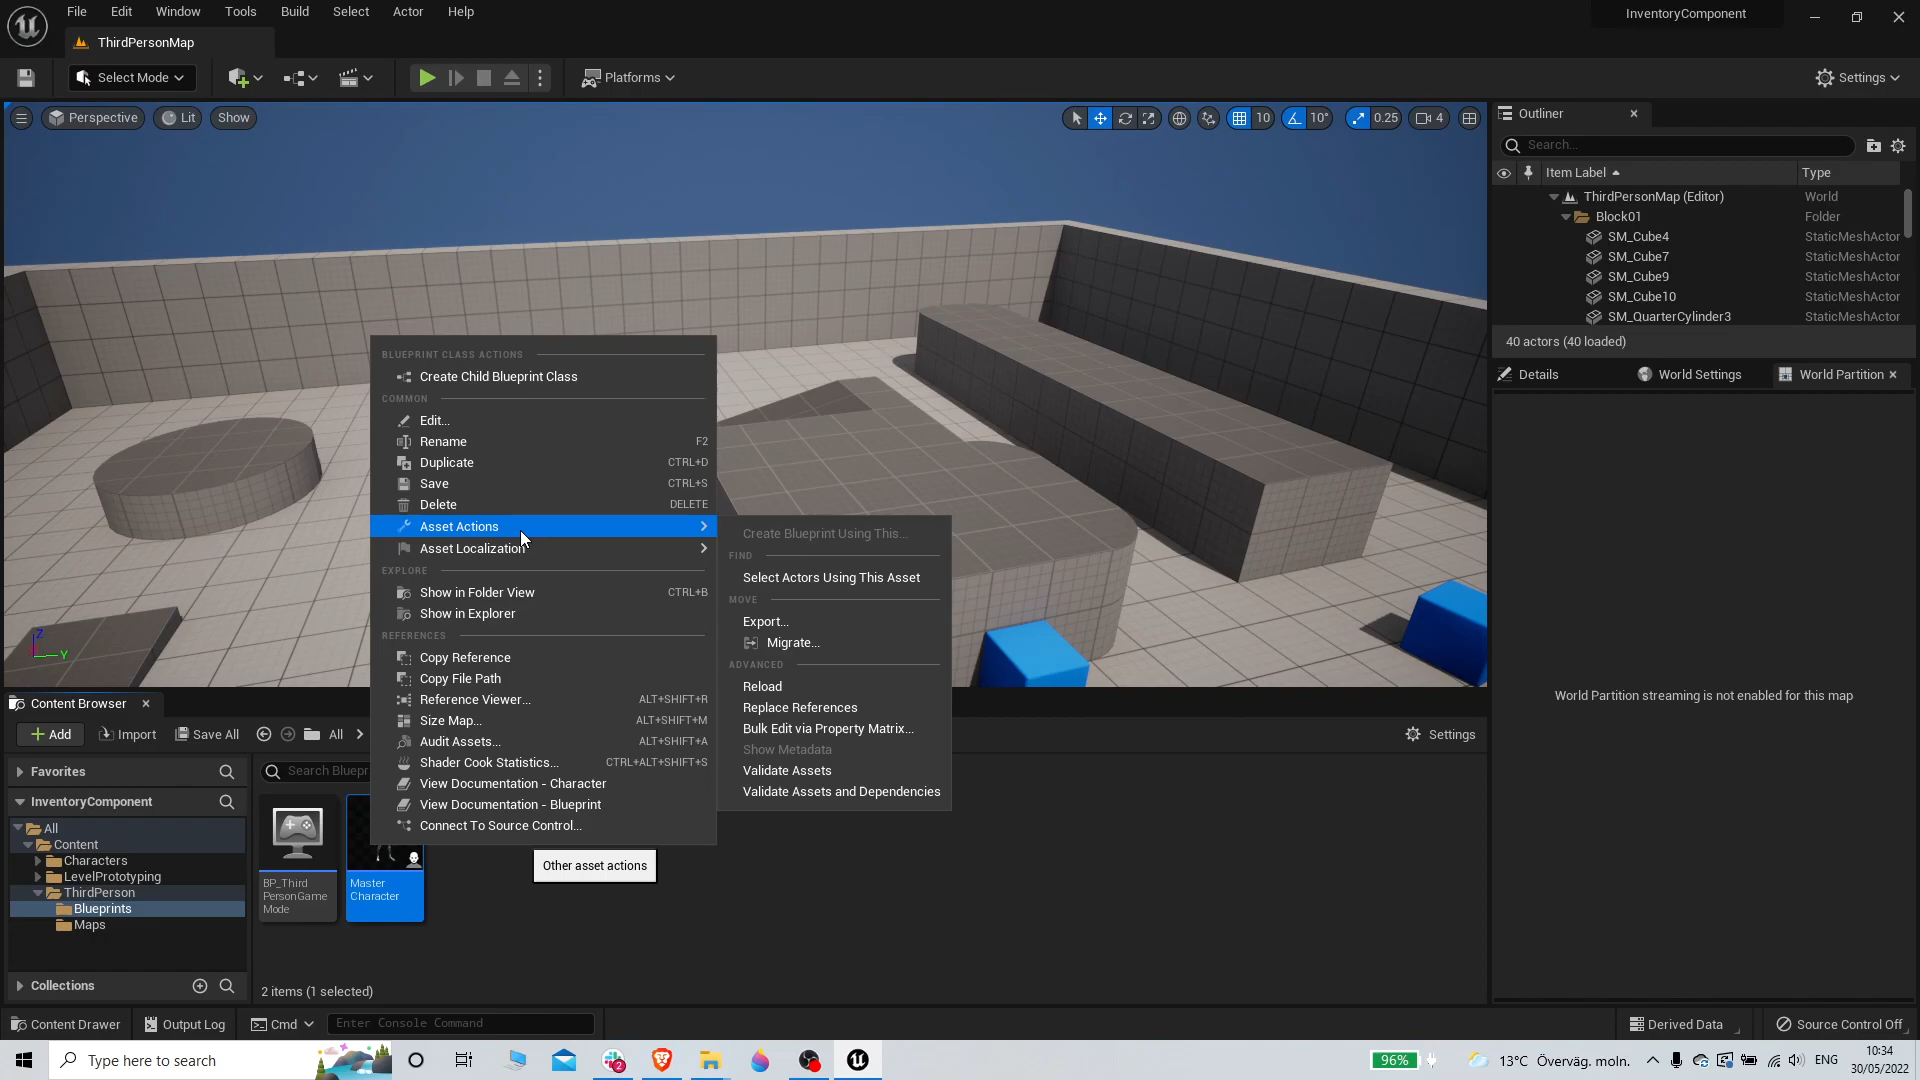 File Edit Window Tools Build Select Actor Help
InventoryComponent
ThirdPersonMap
Select Mode
Platforms
Settings
Perspective Lit Show
10 10° 0.25 4
Outliner
Search...
Item Label Type
ThirdPersonMap (Editor) World
Block01 Folder
SM_Cube4 StaticMeshActor
SM_Cube7 StaticMeshActor
SM_Cube9 StaticMeshActor
SM_Cube10 StaticMeshActor
SM_QuarterCylinder3 StaticMeshActor
40 actors (40 loaded)
Details World Settings World Partition
World Partition streaming is not enabled for this map
BLUEPRINT CLASS ACTIONS
Create Child Blueprint Class
COMMON
Edit...
Rename F2
Duplicate CTRL+D
Save CTRL+S
Delete DELETE
Asset Actions
Asset Localization
EXPLORE
Show in Folder View CTRL+B
Show in Explorer
REFERENCES
Copy Reference
Copy File Path
Reference Viewer... ALT+SHIFT+R
Size Map... ALT+SHIFT+M
Audit Assets... ALT+SHIFT+A
Shader Cook Statistics... CTRL+ALT+SHIFT+S
View Documentation - Character
View Documentation - Blueprint
Connect To Source Control...
Create Blueprint Using This...
FIND
Select Actors Using This Asset
MOVE
Export...
Migrate...
ADVANCED
Reload
Replace References
Bulk Edit via Property Matrix...
Show Metadata
Validate Assets
Validate Assets and Dependencies
Other asset actions
Z
Y
Content Browser
Add Import Save All All
Settings
Favorites
InventoryComponent
All
Content
Characters
LevelPrototyping
ThirdPerson
Blueprints
Maps
Collections
Search Bluepr
BP_Third
PersonGame
Mode
Master
Character
2 items (1 selected)
Content Drawer Output Log Cmd Enter Console Command
Derived Data Source Control Off
Type here to search
2
96% 13°C Överväg. moln. ENG
10:34
30/05/2022